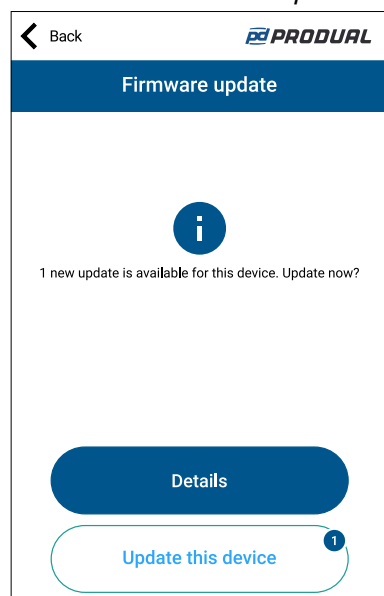 Back
PRODUAL
Firmware update
1 new update is available for this device. Update now?
Details
1
Update this device